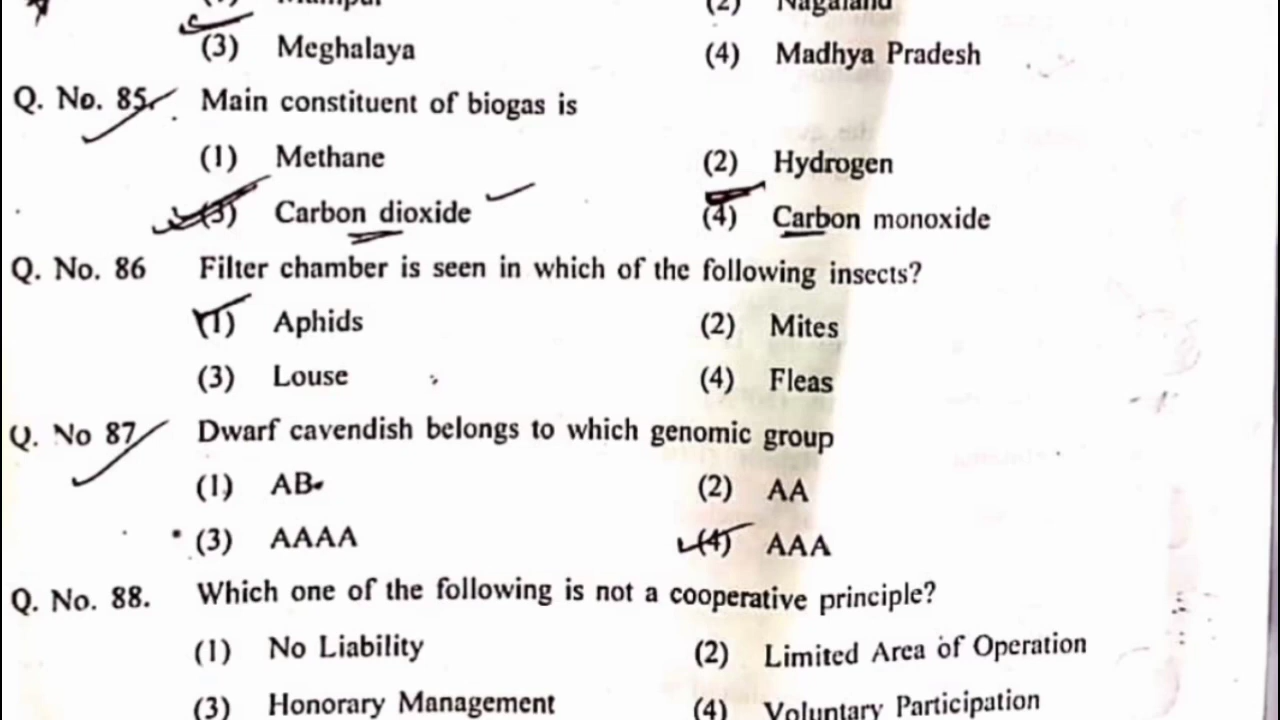 (2) Nagaland
(3) Meghalaya (4) Madhya Pradesh
Q. No. 85. Main constituent of biogas is
(1) Methane (2) Hydrogen
(3) Carbon dioxide (4) Carbon monoxide
Q. No. 86 Filter chamber is seen in which of the following insects?
(1) Aphids (2) Mites
(3) Louse (4) Fleas
Q. No 87 Dwarf cavendish belongs to which genomic group
(1) AB (2) AA
(3) AAAA (4) AAA
Q. No. 88. Which one of the following is not a cooperative principle?
(1) No Liability (2) Limited Area of Operation
(3) Honorary Management (4) Voluntary Participation